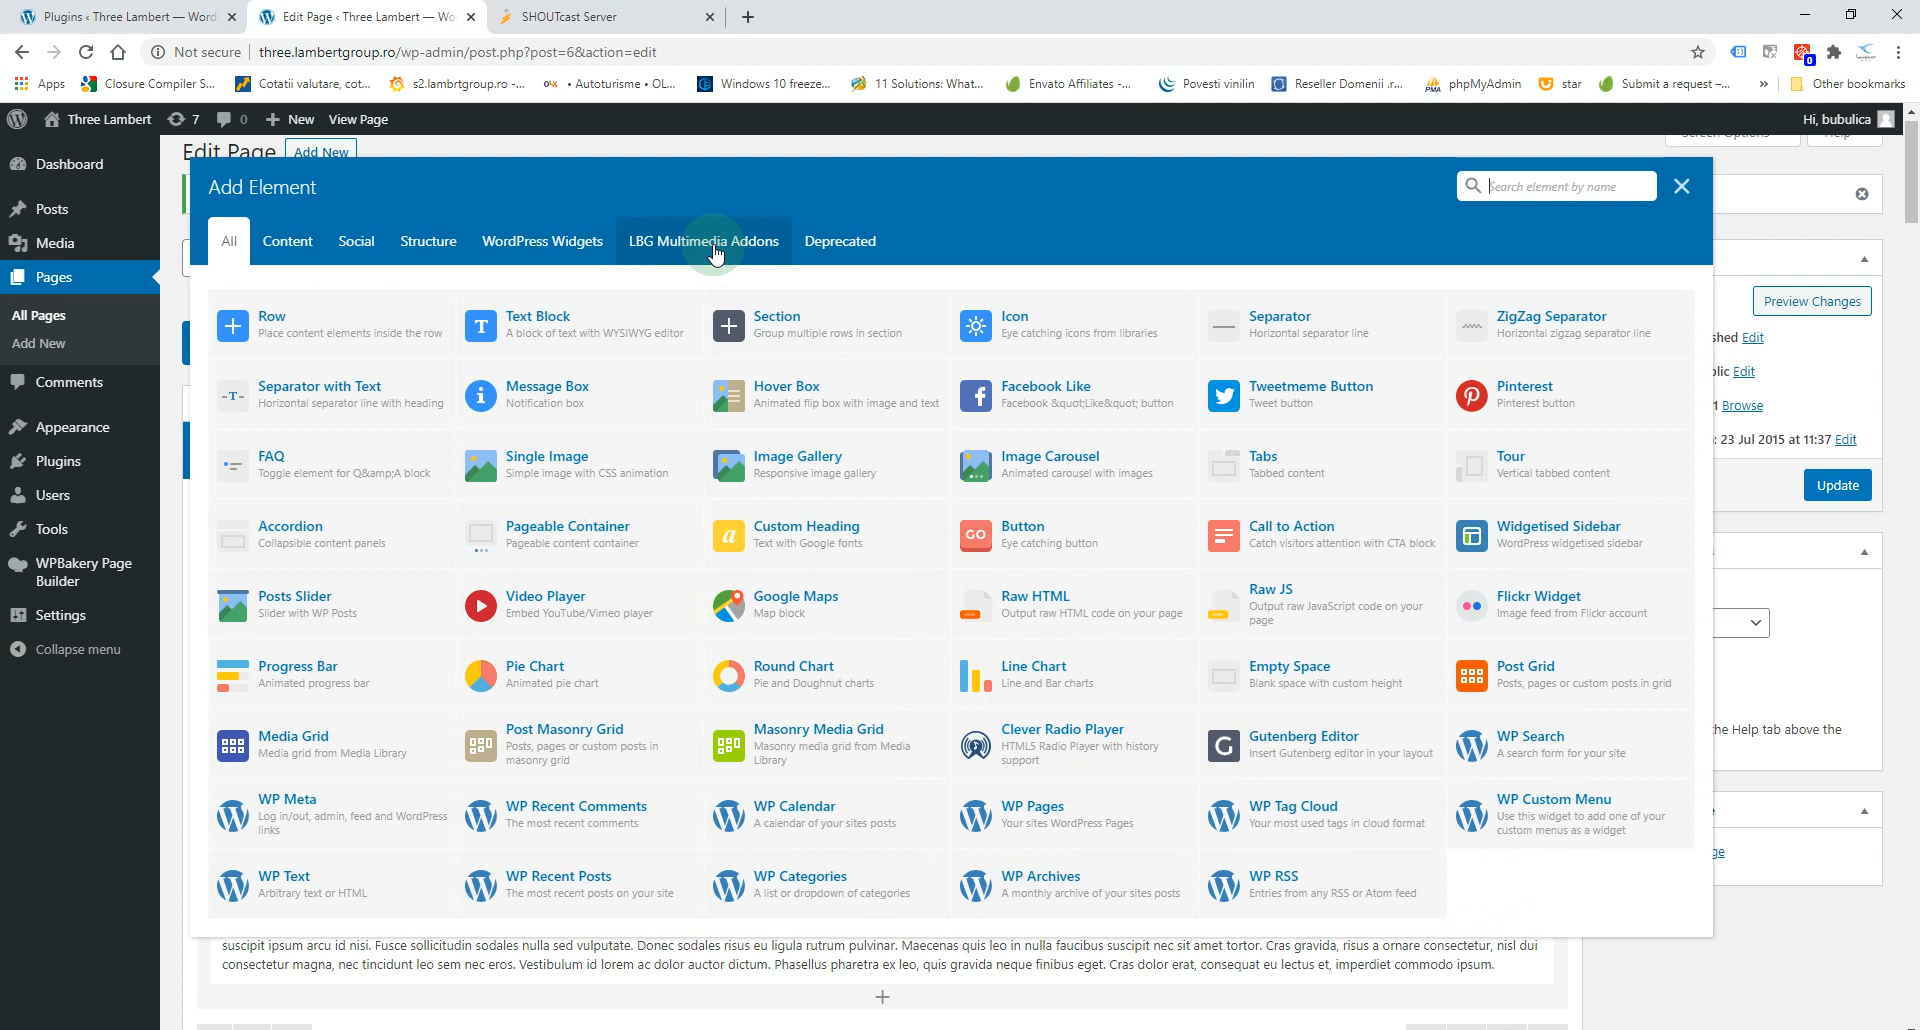 Plugins ‹ Three Lambert — Word
Edit Page ‹ Three Lambert — Wo
SHOUTcast Server
Not secure
three.lambertgroup.ro/wp-admin/post.php?post=6&action=edit
Apps
Closure Compiler S...
Cotatii valutare, cot...
s2.lambrtgroup.ro -...
• Autoturisme • OL...
Windows 10 freeze...
11 Solutions: What...
Envato Affiliates -...
Povesti vinilin
Reseller Domenii .r...
phpMyAdmin
star
Submit a request –...
»
Other bookmarks
Three Lambert
7
0
New
View Page
Hi, bubulica
Edit Page
Add New
Dashboard
Posts
Media
Pages
All Pages
Add New
Comments
Appearance
Plugins
Users
Tools
WPBakery Page
Builder
Settings
Collapse menu
Add Element
Search element by name
All
Content
Social
Structure
WordPress Widgets
LBG Multimedia Addons
Deprecated
Row
Place content elements inside the row
Text Block
A block of text with WYSIWYG editor
Section
Group multiple rows in section
Icon
Eye catching icons from libraries
Separator
Horizontal separator line
ZigZag Separator
Horizontal zigzag separator line
Separator with Text
Horizontal separator line with heading
Message Box
Notification box
Hover Box
Animated flip box with image and text
Facebook Like
Facebook &quot;Like&quot; button
Tweetmeme Button
Tweet button
Pinterest
Pinterest button
FAQ
Toggle element for Q&amp;A block
Single Image
Simple image with CSS animation
Image Gallery
Responsive image gallery
Image Carousel
Animated carousel with images
Tabs
Tabbed content
Tour
Vertical tabbed content
Accordion
Collapsible content panels
Pageable Container
Pageable content container
Custom Heading
Text with Google fonts
GO
Button
Eye catching button
Call to Action
Catch visitors attention with CTA block
Widgetised Sidebar
WordPress widgetised sidebar
Posts Slider
Slider with WP Posts
Video Player
Embed YouTube/Vimeo player
Google Maps
Map block
Raw HTML
Output raw HTML code on your page
Raw JS
Output raw JavaScript code on your
page
Flickr Widget
Image feed from Flickr account
Progress Bar
Animated progress bar
Pie Chart
Animated pie chart
Round Chart
Pie and Doughnut charts
Line Chart
Line and Bar charts
Empty Space
Blank space with custom height
Post Grid
Posts, pages or custom posts in grid
Media Grid
Media grid from Media Library
Post Masonry Grid
Posts, pages or custom posts in
masonry grid
Masonry Media Grid
Masonry media grid from Media
Library
Clever Radio Player
HTML5 Radio Player with history
support
Gutenberg Editor
Insert Gutenberg editor in your layout
WP Search
A search form for your site
WP Meta
Log in/out, admin, feed and WordPress
links
WP Recent Comments
The most recent comments
WP Calendar
A calendar of your sites posts
WP Pages
Your sites WordPress Pages
WP Tag Cloud
Your most used tags in cloud format
WP Custom Menu
Use this widget to add one of your
custom menus as a widget
WP Text
Arbitrary text or HTML
WP Recent Posts
The most recent posts on your site
WP Categories
A list or dropdown of categories
WP Archives
A monthly archive of your sites posts
WP RSS
Entries from any RSS or Atom feed
Preview Changes
shed Edit
lic Edit
1 Browse
: 23 Jul 2015 at 11:37 Edit
Update
he Help tab above the
ge
suscipit ipsum arcu id nisi. Fusce sollicitudin sodales nulla sed vulputate. Donec sodales risus eu ligula rutrum pulvinar. Maecenas quis leo in nulla faucibus suscipit nec sit amet tortor. Cras gravida, risus a ornare consectetur, nisl dui
consectetur magna, nec tincidunt leo sem nec eros. Vestibulum id lorem ac dolor auctor dictum. Phasellus pharetra ex leo, quis gravida neque finibus eget. Cras dolor erat, consequat eu lectus et, imperdiet commodo ipsum.